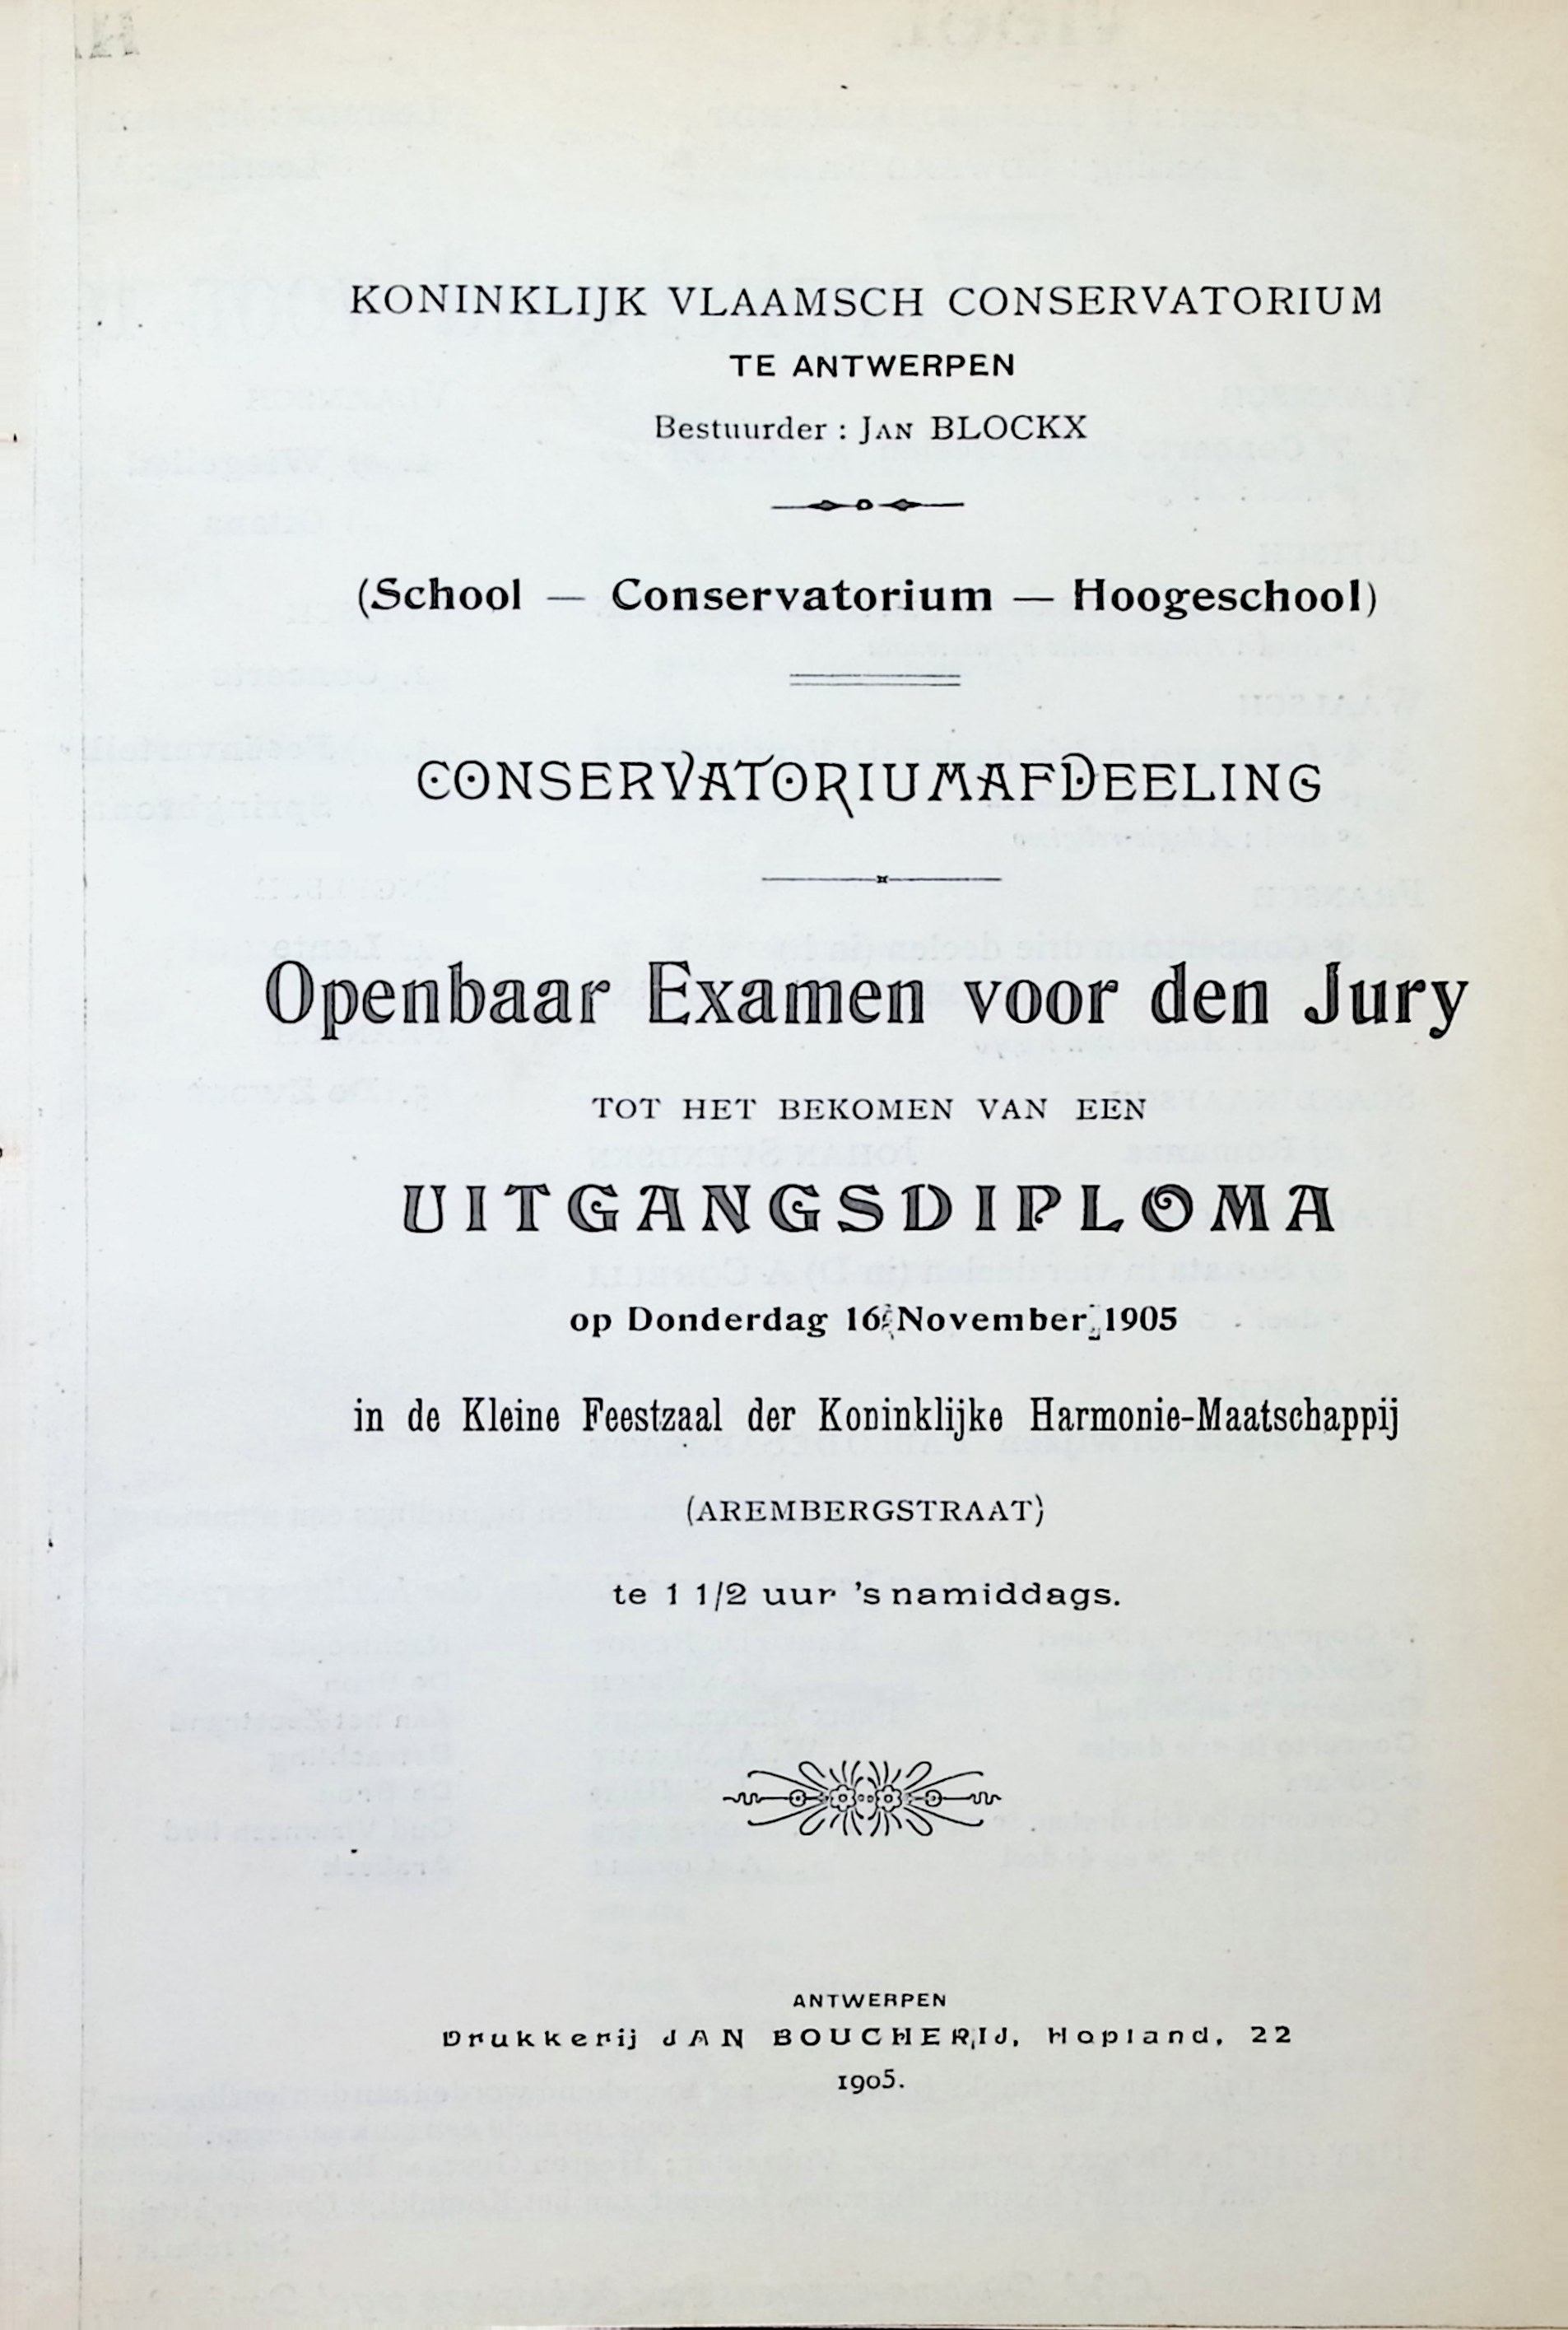 KONINKLIJK VLAAMSCH CONSERVATORIUM
TE ANTWERPEN
Bestuurder : JAN BLOCKX
(School — Conservatorium — Hoogeschool)
CONSERVATORIUMAFDEELING
Openbaar Examen voor den Jury
TOT HET BEKOMEN VAN EEN
UITGANGSDIPLOMA
op Donderdag 16 November 1905
in de Kleine Feestzaal der Koninklijke Harmonie-Maatschappij
(AREMBERGSTRAAT)
te 1 1/2 uur 's namiddags.
ANTWERPEN
Drukkerij JAN BOUCHERIJ, Hopland, 22
1905.